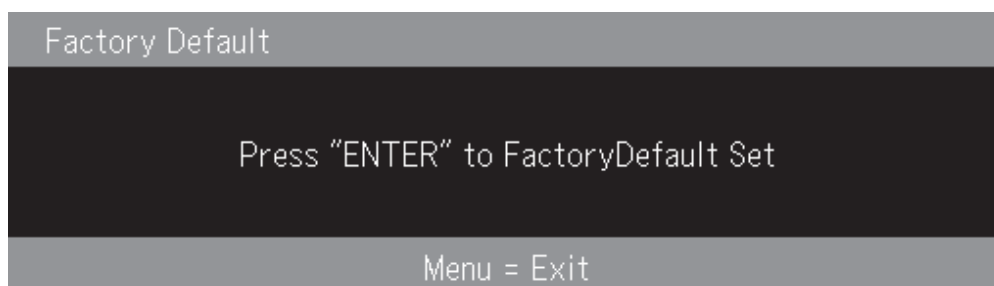 Factory Default
Press "ENTER" to FactoryDefault Set
Menu = Exit